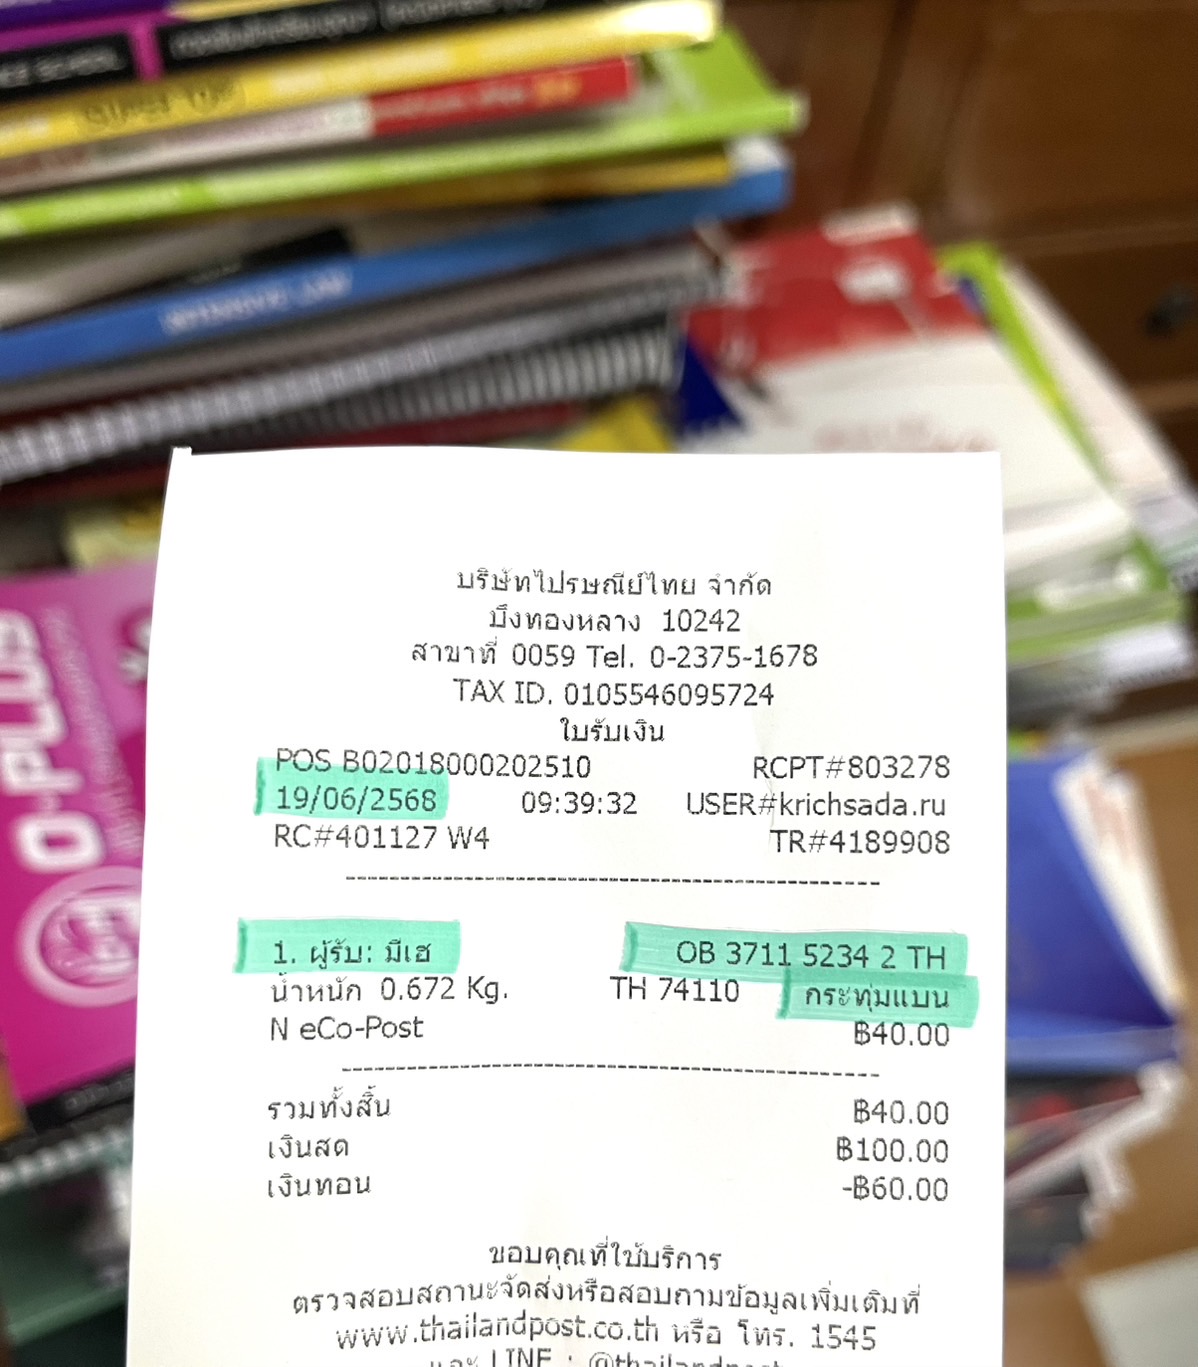 O-PLUS
บริษัทไปรษณีย์ไทย จำกัด
บึงทองหลาง 10242
สาขาที่ 0059 Tel. 0-2375-1678
TAX ID. 0105546095724
ใบรับเงิน
POS B02018000202510 RCPT#803278
19/06/2568 09:39:32 USER#krichsada.ru
RC#401127 W4 TR#4189908
1. ผู้รับ: มีเฮ OB 3711 5234 2 TH
น้ำหนัก 0.672 Kg. TH 74110 กระทุ่มแบน
N eCo-Post ฿40.00
รวมทั้งสิ้น ฿40.00
เงินสด ฿100.00
เงินทอน -฿60.00
ขอบคุณที่ใช้บริการ
ตรวจสอบสถานะจัดส่งหรือสอบถามข้อมูลเพิ่มเติมที่
www.thailandpost.co.th หรือ โทร. 1545
และ LINE : @thailandpost